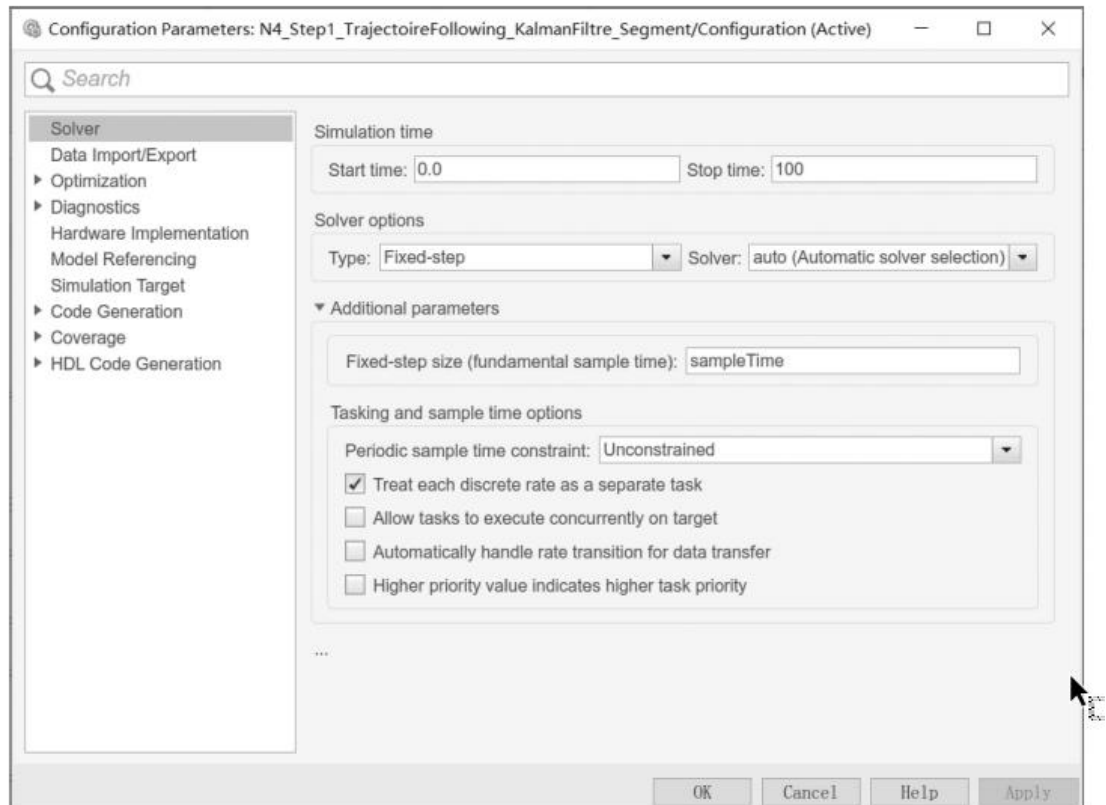 Configuration Parameters: N4_Step1_TrajectoireFollowing_KalmanFiltre_Segment/Configuration (Active)
Search
Solver
Data Import/Export
Optimization
Diagnostics
Hardware Implementation
Model Referencing
Simulation Target
Code Generation
Coverage
HDL Code Generation
Simulation time
Start time: 0.0 Stop time: 100
Solver options
Type: Fixed-step Solver: auto (Automatic solver selection)
Additional parameters
Fixed-step size (fundamental sample time): sampleTime
Tasking and sample time options
Periodic sample time constraint: Unconstrained
Treat each discrete rate as a separate task
Allow tasks to execute concurrently on target
Automatically handle rate transition for data transfer
Higher priority value indicates higher task priority
...
OK Cancel Help Apply